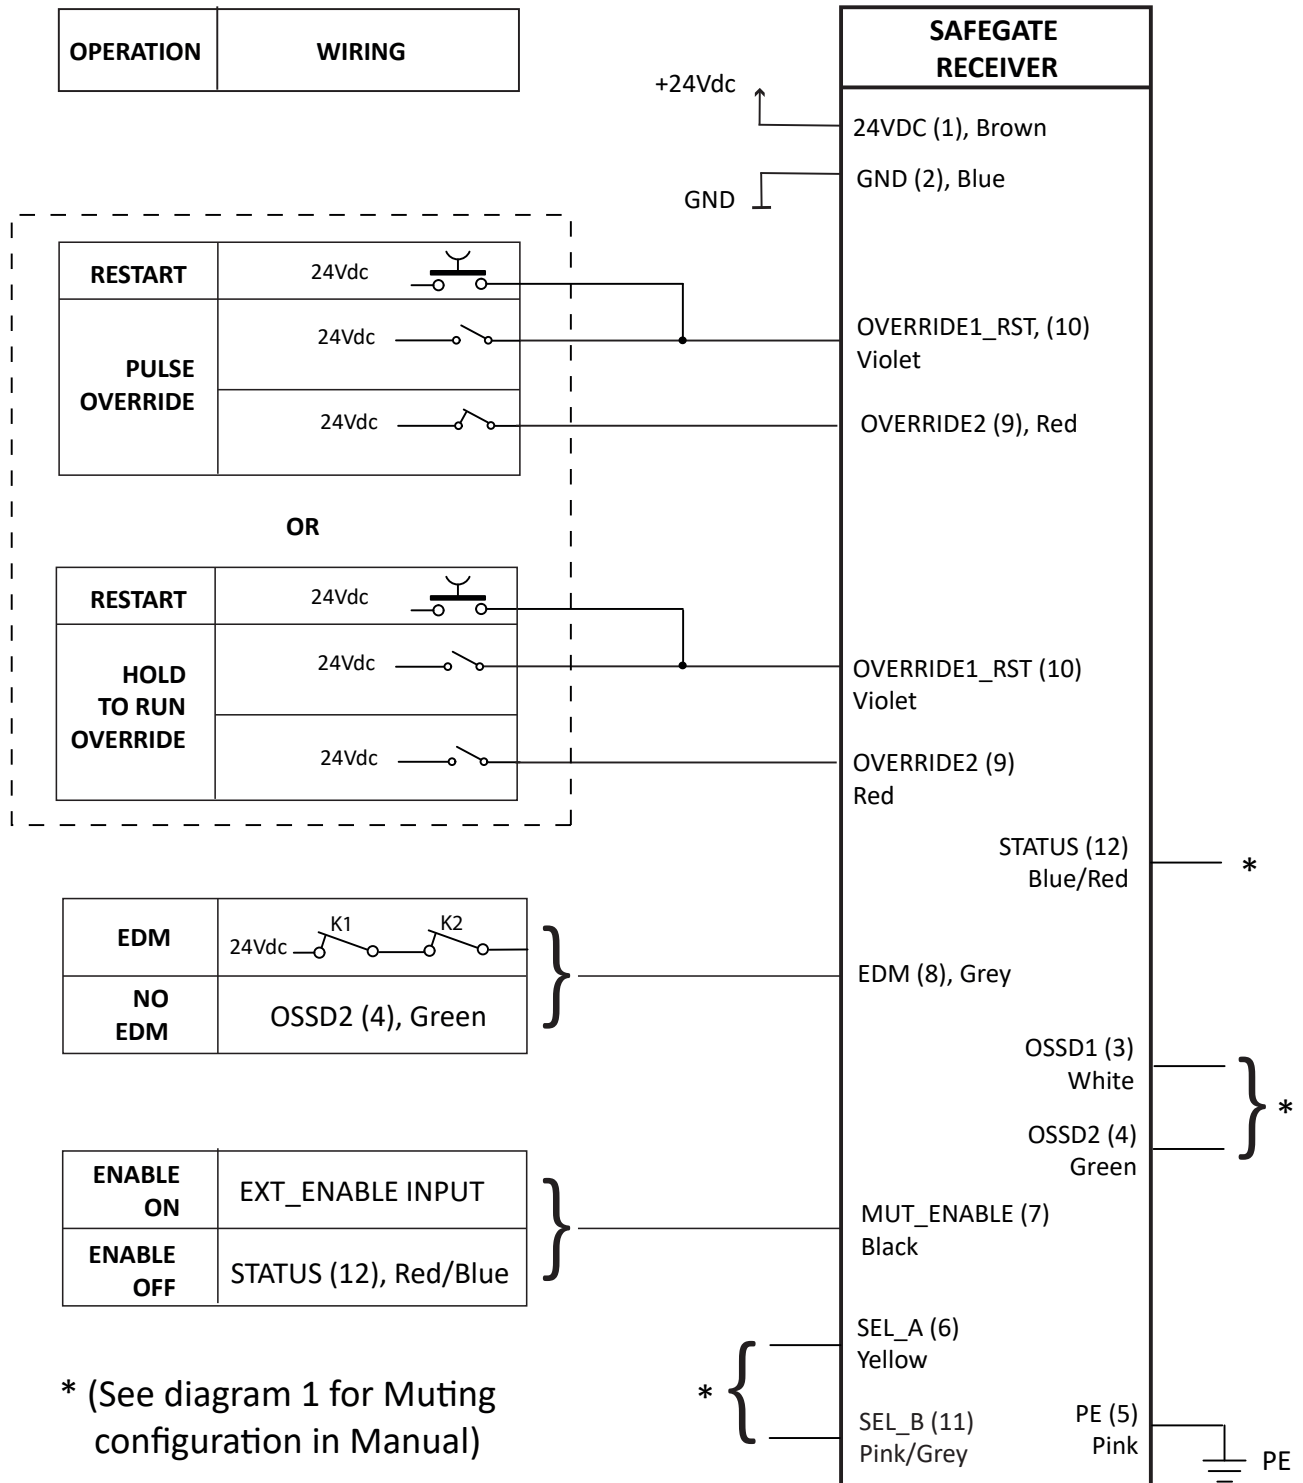 OPERATION WIRING
SAFEGATE
RECEIVER
+24Vdc
24VDC (1), Brown
GND
GND (2), Blue
RESTART 24Vdc
PULSE
OVERRIDE
24Vdc
24Vdc
OVERRIDE1_RST, (10)
Violet
OVERRIDE2 (9), Red
OR
RESTART 24Vdc
HOLD
TO RUN
OVERRIDE
24Vdc
24Vdc
OVERRIDE1_RST (10)
Violet
OVERRIDE2 (9)
Red
STATUS (12)
Blue/Red
*
EDM
24Vdc K1 K2
NO
EDM
OSSD2 (4), Green
EDM (8), Grey
OSSD1 (3)
White
OSSD2 (4)
Green
*
ENABLE
ON
EXT_ENABLE INPUT
ENABLE
OFF
STATUS (12), Red/Blue
MUT_ENABLE (7)
Black
SEL_A (6)
Yellow
*
SEL_B (11)
Pink/Grey
PE (5)
Pink
PE
* (See diagram 1 for Muting
configuration in Manual)